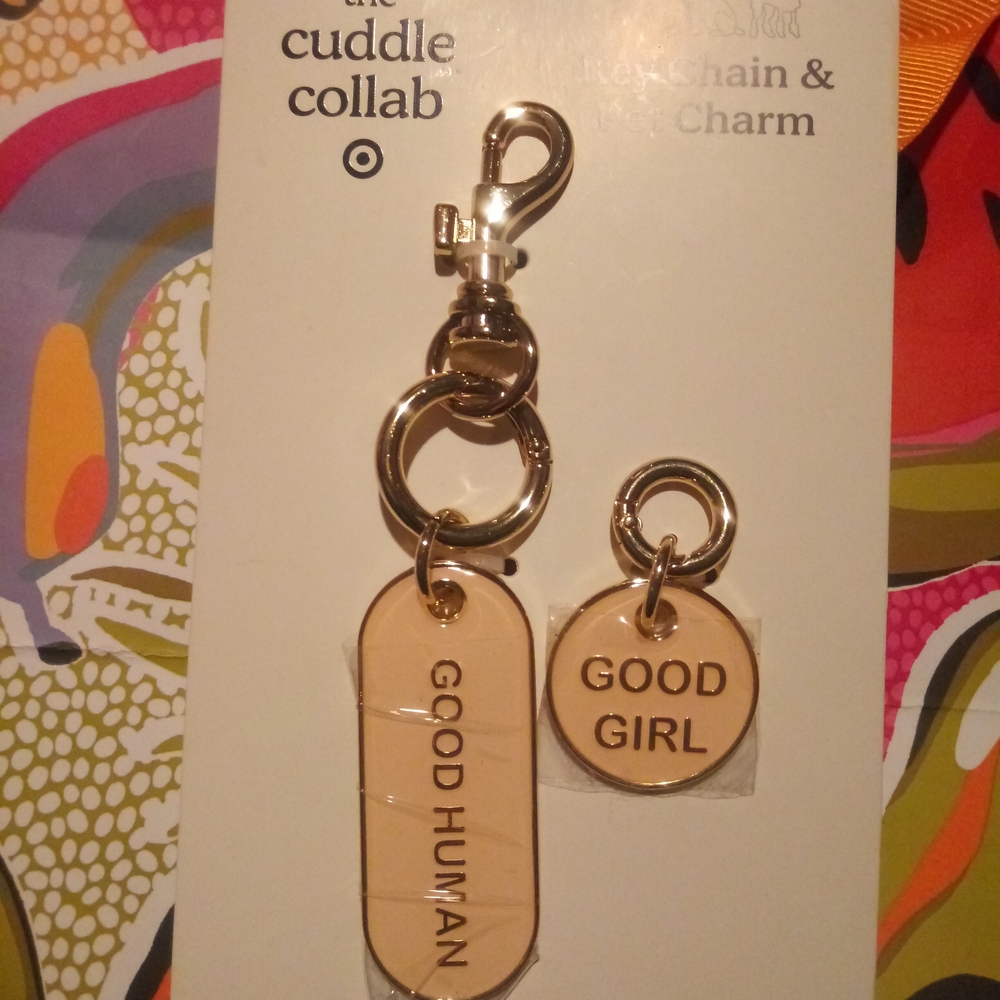 the
cuddle
collab
Key Chain &
Pet Charm
GOOD HUMAN
GOOD
GIRL